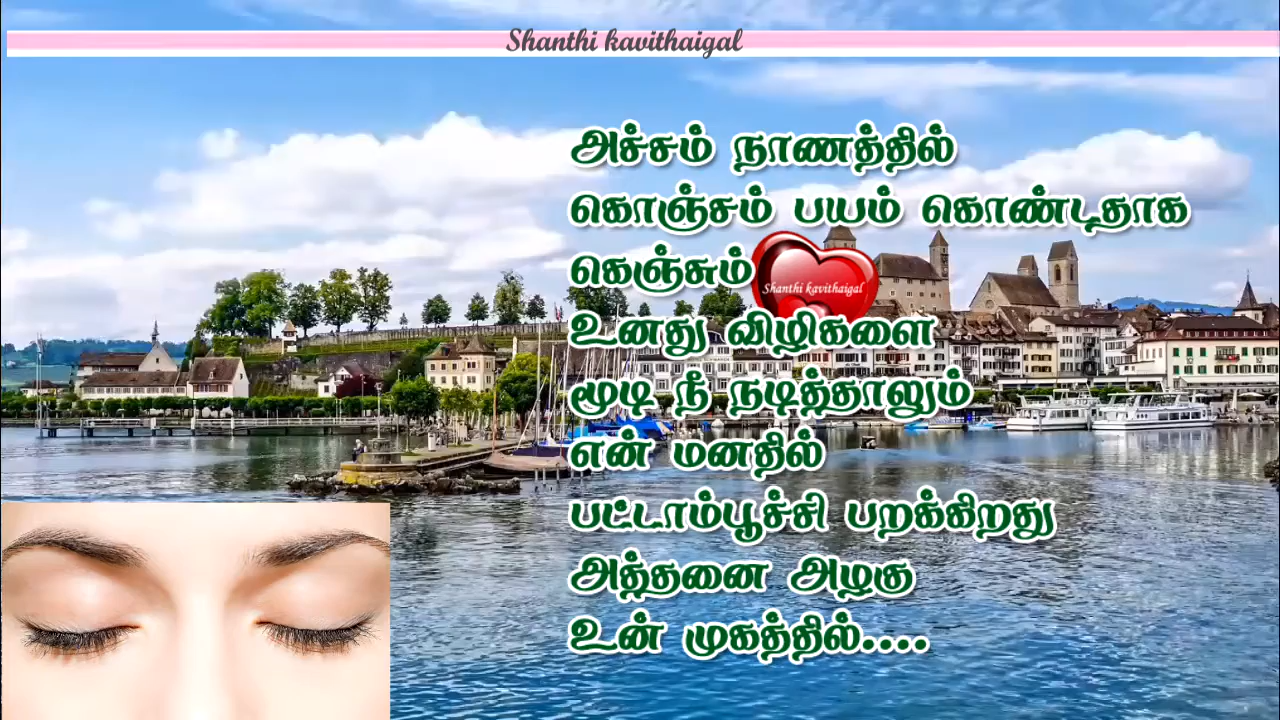 Shanthi kavithaigal
அச்சம் நாணத்தில்
கொஞ்சம் பயம் கொண்டதாக
கெஞ்சும்
Shanthi kavithaigal
உனது விழிகளை
மூடி நீ நடித்தாலும்
என் மனதில்
பட்டாம்பூச்சி பறக்கிறது
அத்தனை அழகு
உன் முகத்தில்....